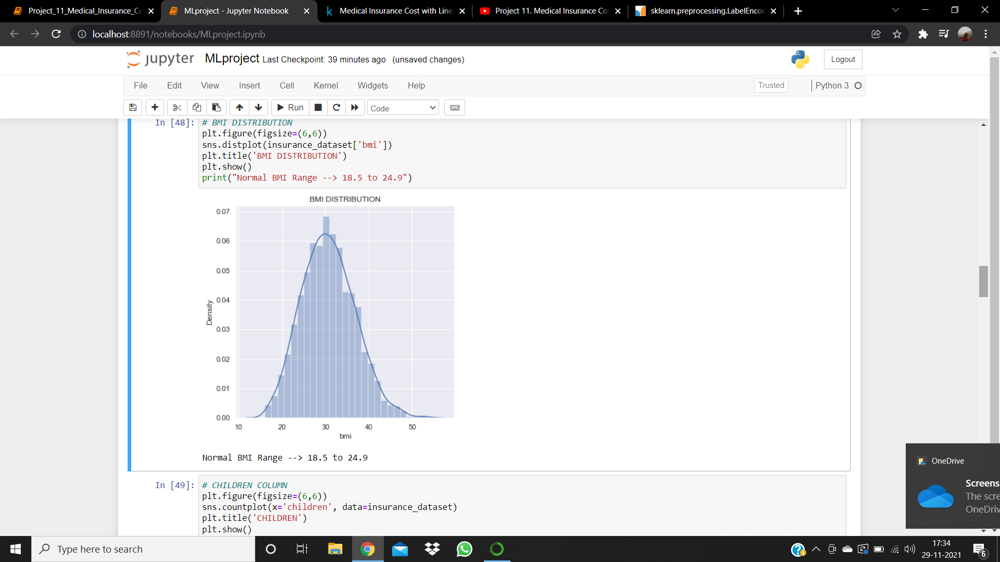 Project_11_Medical_Insurance_Co
MLproject - Jupyter Notebook
Medical Insurance Cost with Line
Project 11. Medical Insurance Cos
sklearn.preprocessing.LabelEncod
localhost:8891/notebooks/MLproject.ipynb
jupyter MLproject Last Checkpoint: 39 minutes ago (unsaved changes)
Logout
File Edit View Insert Cell Kernel Widgets Help
Trusted
Python 3
Run
Code
In [48]: # BMI DISTRIBUTION
plt.figure(figsize=(6,6))
sns.distplot(insurance_dataset['bmi'])
plt.title('BMI DISTRIBUTION')
plt.show()
print("Normal BMI Range --> 18.5 to 24.9")
BMI DISTRIBUTION
0.07
0.06
0.05
0.04
0.03
0.02
0.01
0.00
Density
10 20 30 40 50
bmi
Normal BMI Range --> 18.5 to 24.9
In [49]: # CHILDREN COLUMN
plt.figure(figsize=(6,6))
sns.countplot(x='children', data=insurance_dataset)
plt.title('CHILDREN')
plt.show()
OneDrive
Screens
The scre
OneDriv
Type here to search
17:34
29-11-2021
6